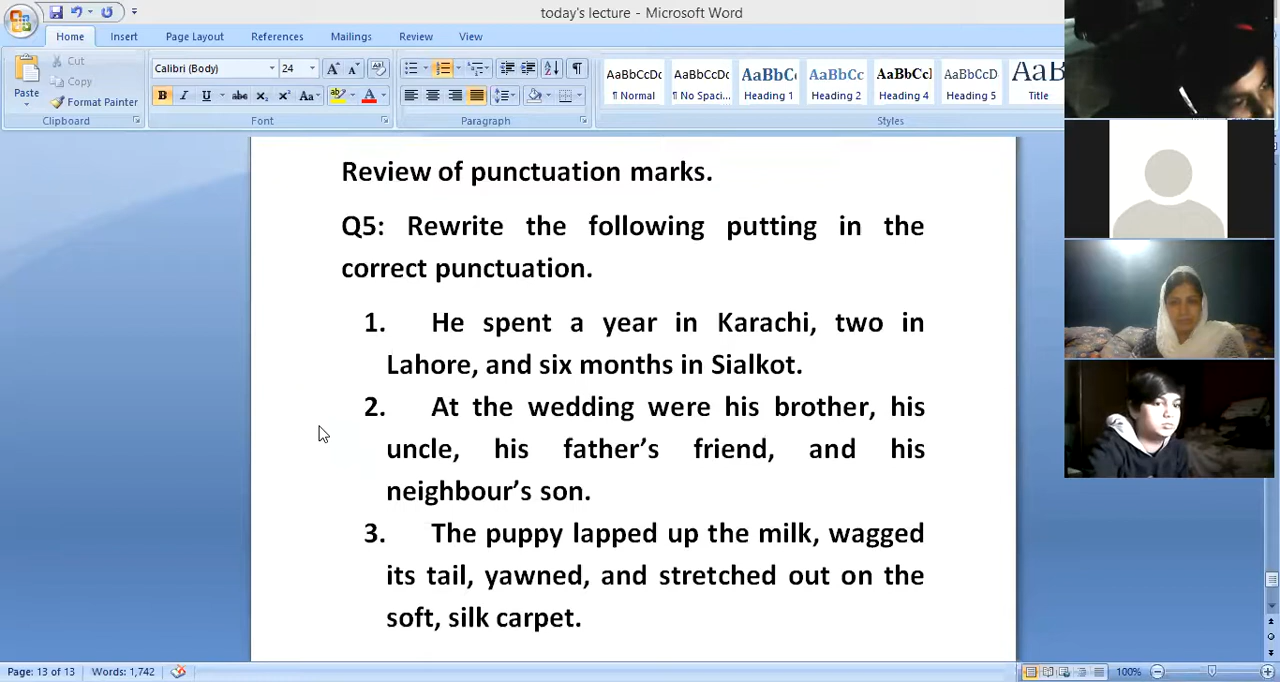 today's lecture - Microsoft Word
Home Insert Page Layout References Mailings Review View
Cut
Copy
Paste
Format Painter
Clipboard
Calibri (Body) 24
Font
Paragraph
AaBbCcDc AaBbCcDc AaBbC AaBbCc AaBbCcI AaBbCcD AaB
¶ Normal ¶ No Spaci... Heading 1 Heading 2 Heading 4 Heading 5 Title
Styles
Review of punctuation marks.
Q5: Rewrite the following putting in the
correct punctuation.
1. He spent a year in Karachi, two in
Lahore, and six months in Sialkot.
2. At the wedding were his brother, his
uncle, his father’s friend, and his
neighbour’s son.
3. The puppy lapped up the milk, wagged
its tail, yawned, and stretched out on the
soft, silk carpet.
Page: 13 of 13 Words: 1,742 100%